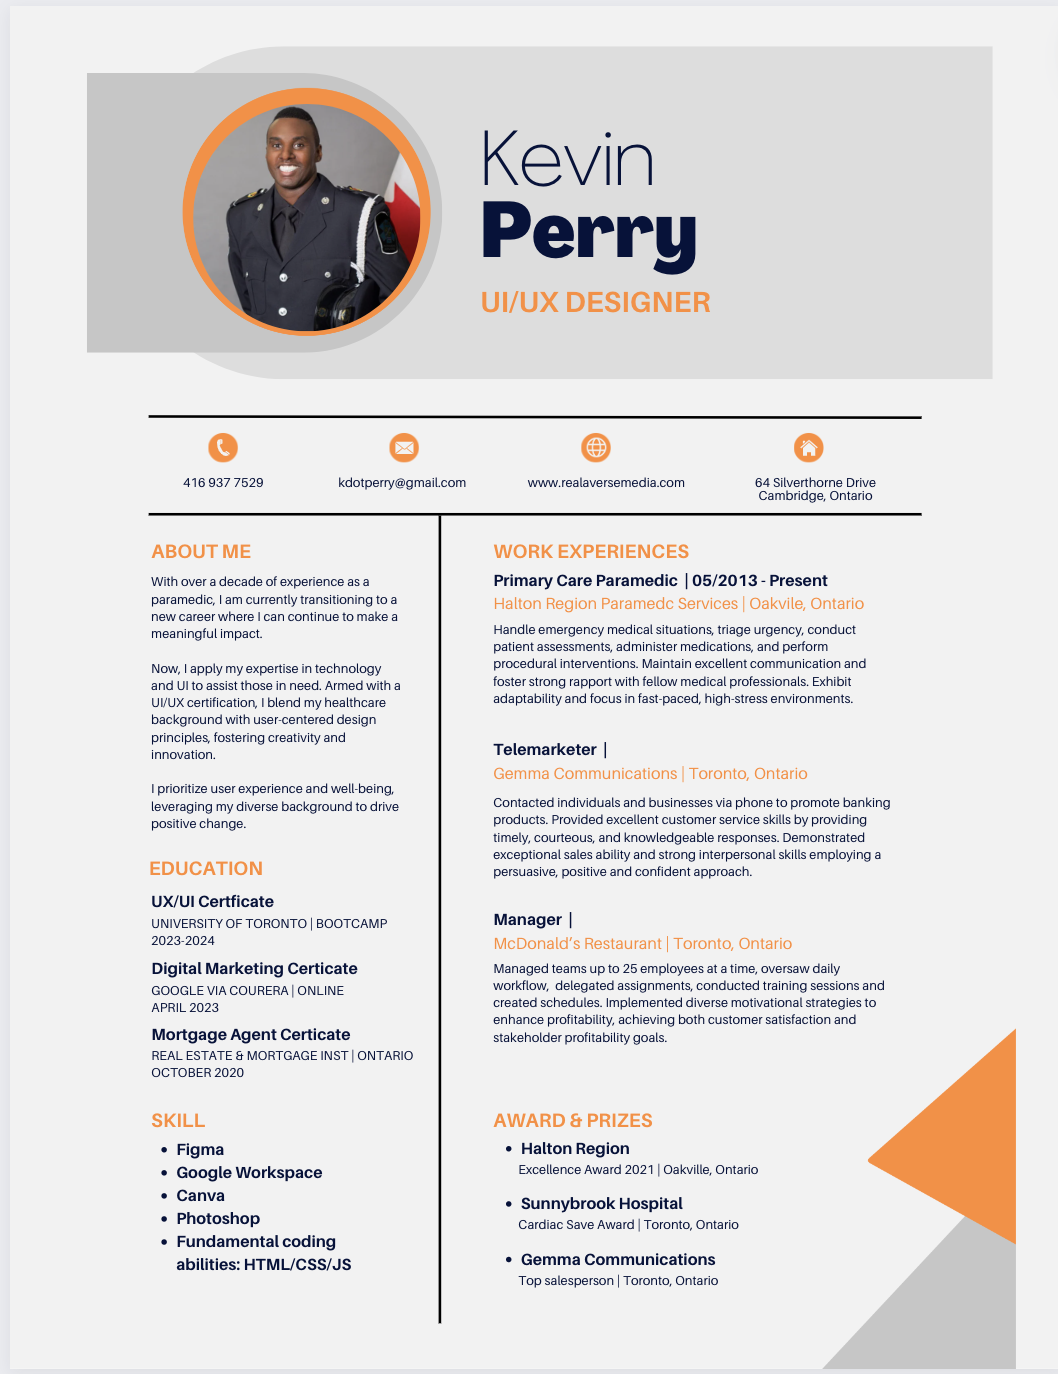 Kevin
Perry
UI/UX DESIGNER
416 937 7529
kdotperry@gmail.com
www.realaversemedia.com
64 Silverthorne Drive
Cambridge, Ontario
ABOUT ME
With over a decade of experience as a
paramedic, I am currently transitioning to a
new career where I can continue to make a
meaningful impact.
Now, I apply my expertise in technology
and UI to assist those in need. Armed with a
UI/UX certification, I blend my healthcare
background with user-centered design
principles, fostering creativity and
innovation.
I prioritize user experience and well-being,
leveraging my diverse background to drive
positive change.
EDUCATION
UX/UI Certficate
UNIVERSITY OF TORONTO | BOOTCAMP
2023-2024
Digital Marketing Certicate
GOOGLE VIA COURERA | ONLINE
APRIL 2023
Mortgage Agent Certicate
REAL ESTATE & MORTGAGE INST | ONTARIO
OCTOBER 2020
SKILL
• Figma
• Google Workspace
• Canva
• Photoshop
• Fundamental coding
abilities: HTML/CSS/JS
WORK EXPERIENCES
Primary Care Paramedic | 05/2013 - Present
Halton Region Paramedc Services | Oakvile, Ontario
Handle emergency medical situations, triage urgency, conduct
patient assessments, administer medications, and perform
procedural interventions. Maintain excellent communication and
foster strong rapport with fellow medical professionals. Exhibit
adaptability and focus in fast-paced, high-stress environments.
Telemarketer |
Gemma Communications | Toronto, Ontario
Contacted individuals and businesses via phone to promote banking
products. Provided excellent customer service skills by providing
timely, courteous, and knowledgeable responses. Demonstrated
exceptional sales ability and strong interpersonal skills employing a
persuasive, positive and confident approach.
Manager |
McDonald's Restaurant | Toronto, Ontario
Managed teams up to 25 employees at a time, oversaw daily
workflow,  delegated assignments, conducted training sessions and
created schedules. Implemented diverse motivational strategies to
enhance profitability, achieving both customer satisfaction and
stakeholder profitability goals.
AWARD & PRIZES
• Halton Region
Excellence Award 2021 | Oakville, Ontario
• Sunnybrook Hospital
Cardiac Save Award | Toronto, Ontario
• Gemma Communications
Top salesperson | Toronto, Ontario